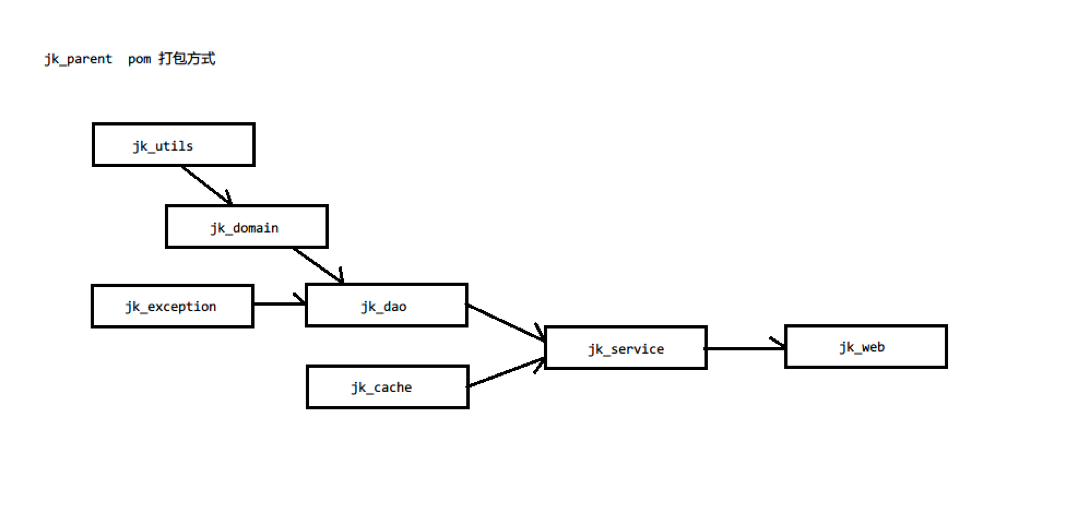 jk_parent  pom 打包方式
jk_utils
jk_domain
jk_exception
jk_dao
jk_cache
jk_service
jk_web